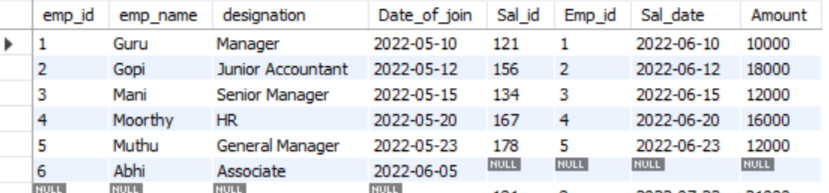 emp_id emp_name designation Date_of_join Sal_id Emp_id Sal_date Amount
1 Guru Manager 2022-05-10 121 1 2022-06-10 10000
2 Gopi Junior Accountant 2022-05-12 156 2 2022-06-12 18000
3 Mani Senior Manager 2022-05-15 134 3 2022-06-15 12000
4 Moorthy HR 2022-05-20 167 4 2022-06-20 16000
5 Muthu General Manager 2022-05-23 178 5 2022-06-23 12000
6 Abhi Associate 2022-06-05 NULL NULL NULL NULL
NULL NULL NULL NULL